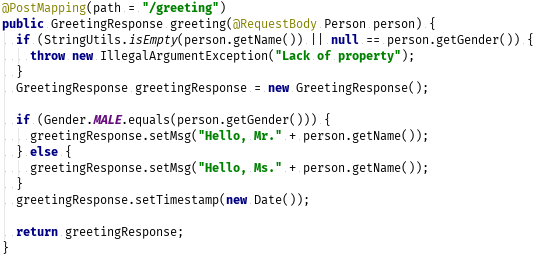 @PostMapping(path = "/greeting")
public GreetingResponse greeting(@RequestBody Person person) {
  if (StringUtils.isEmpty(person.getName()) || null == person.getGender()) {
    throw new IllegalArgumentException("Lack of property");
  }
  GreetingResponse greetingResponse = new GreetingResponse();

  if (Gender.MALE.equals(person.getGender())) {
    greetingResponse.setMsg("Hello, Mr." + person.getName());
  } else {
    greetingResponse.setMsg("Hello, Ms." + person.getName());
  }
  greetingResponse.setTimestamp(new Date());

  return greetingResponse;
}